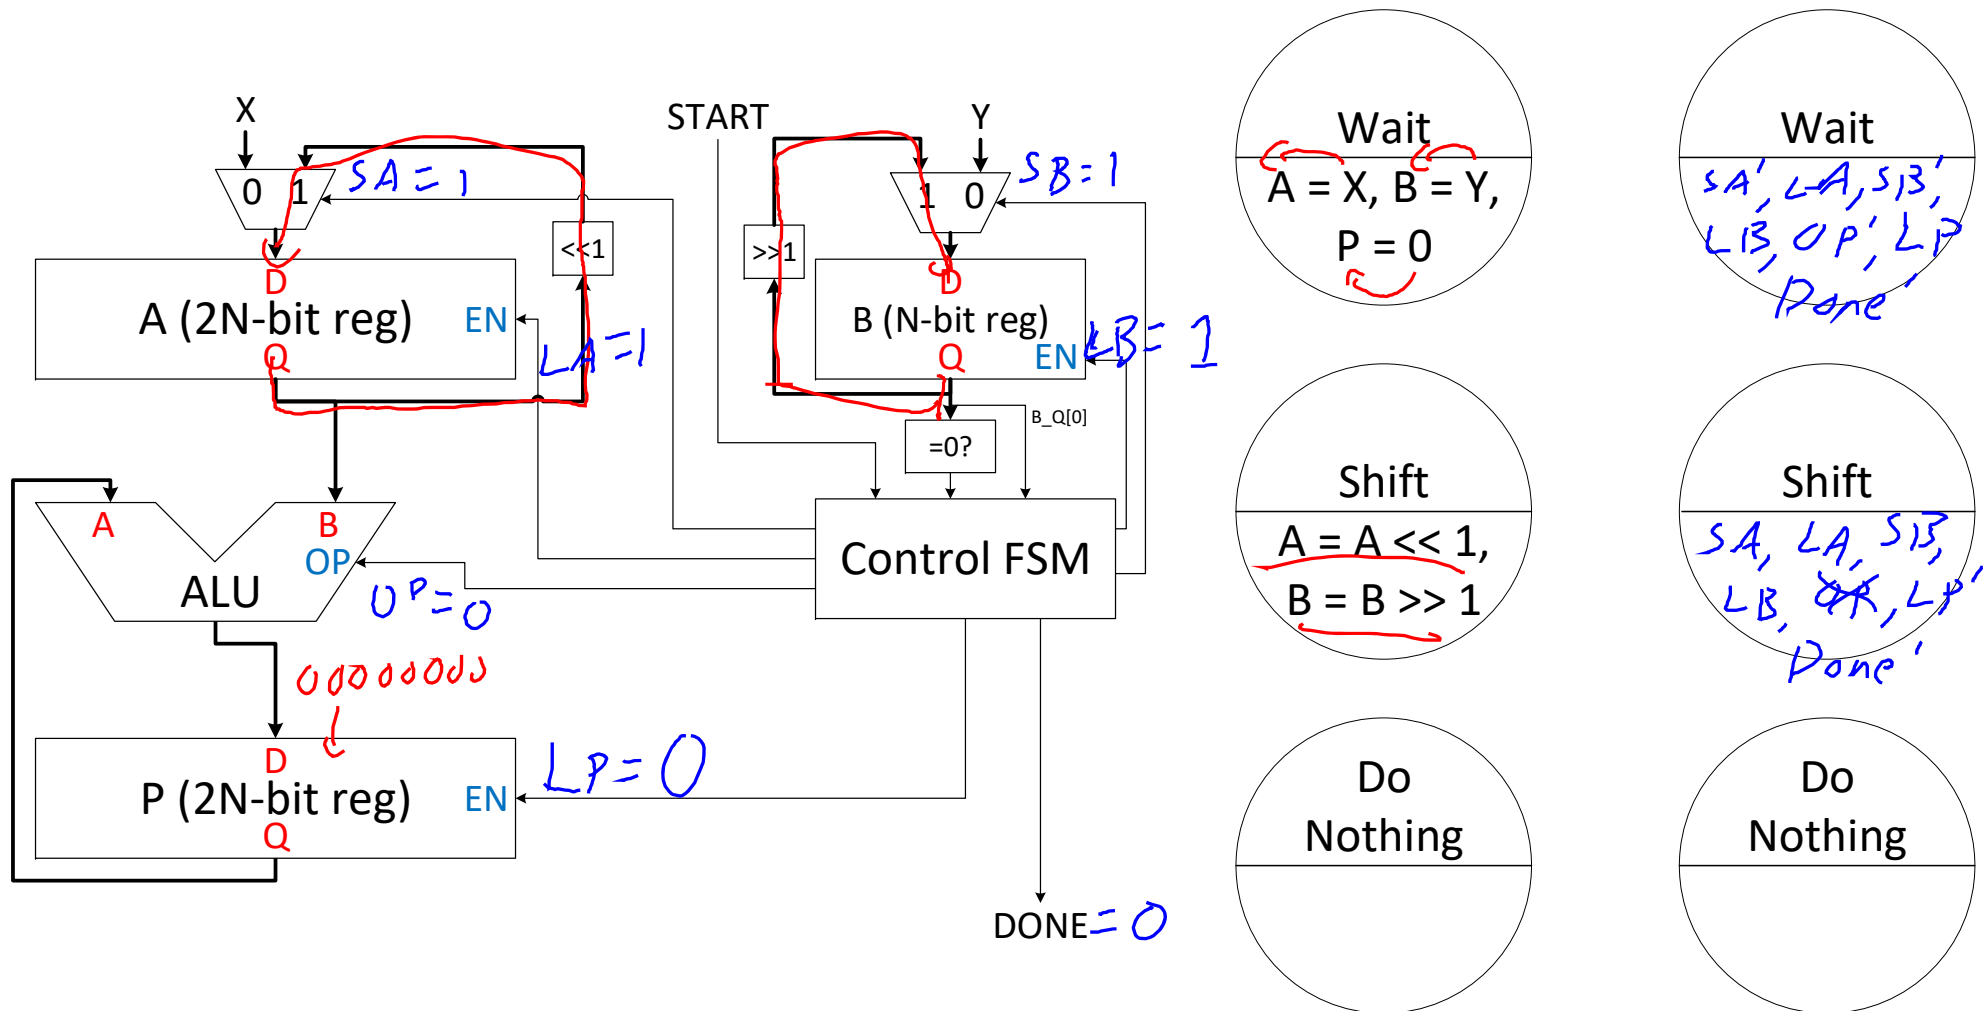 X
START
Y
0 1
SA = 1
1 0
SB = 1
<<1
>>1
D
A (2N-bit reg)
EN
Q
LA = 1
D
B (N-bit reg)
Q
EN
LB = 1
B_Q[0]
=0?
A
B
OP
ALU
OP = 0
Control FSM
00000000
D
P (2N-bit reg)
EN
Q
LP = 0
DONE = 0
Wait
A = X, B = Y,
P = 0
Wait
SA', LA, SB',
LB, OP', LP
Done'
Shift
A = A << 1,
B = B >> 1
Shift
SA, LA, SB,
LB, OP, LP'
Done'
Do
Nothing
Do
Nothing